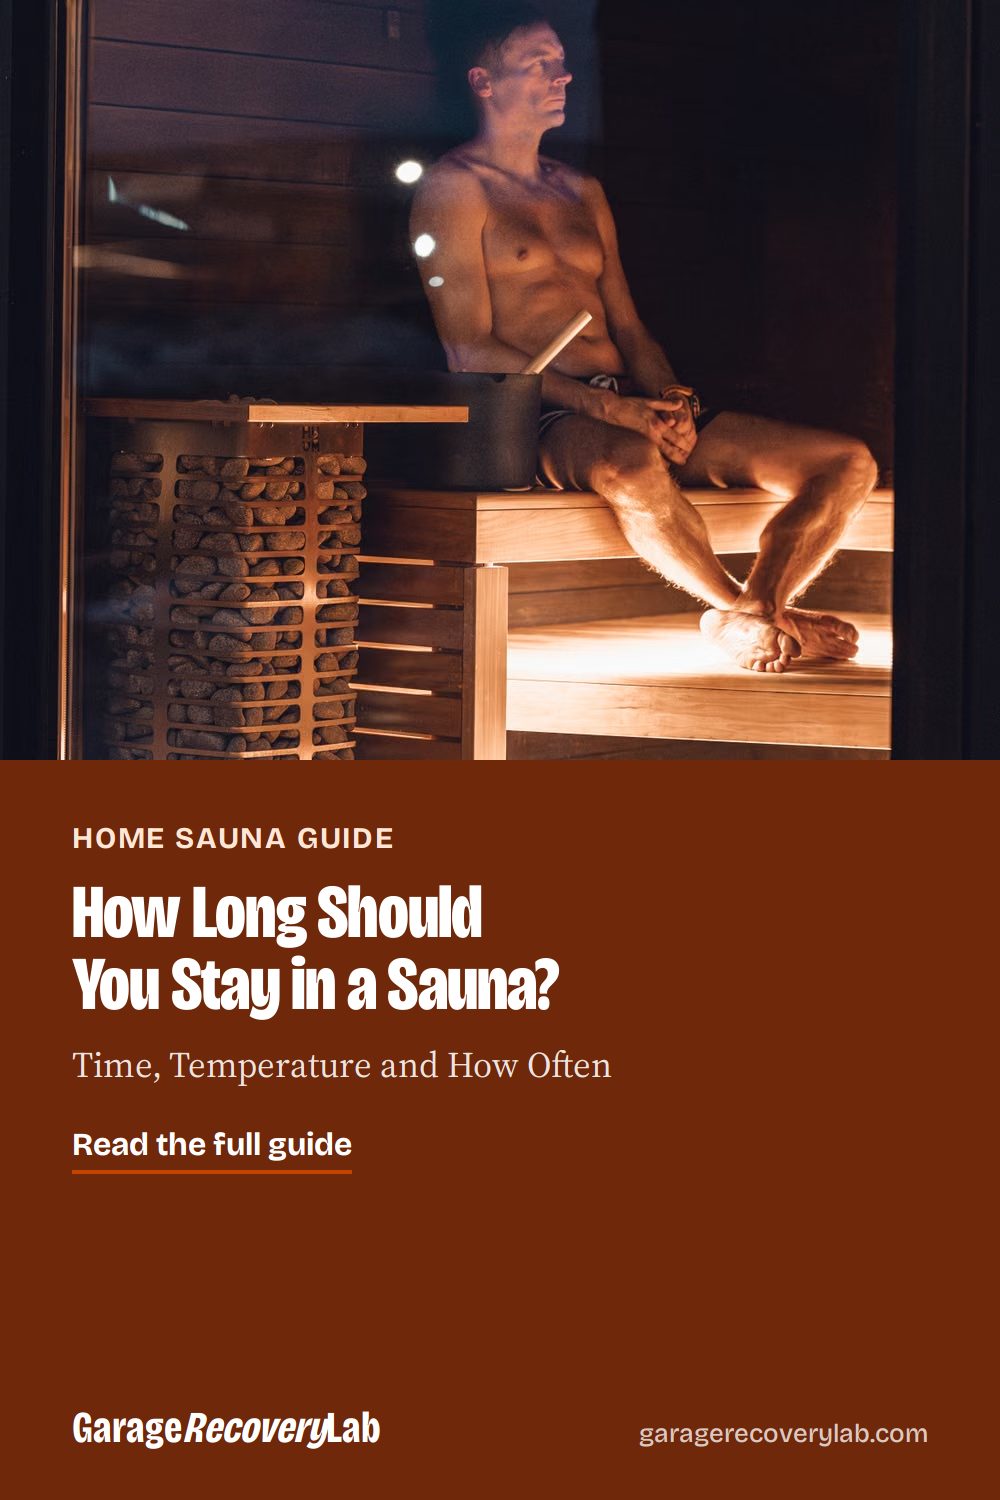 HUUM
HOME SAUNA GUIDE
How Long Should
You Stay in a Sauna?
Time, Temperature and How Often
Read the full guide
GarageRecoveryLab
garagerecoverylab.com